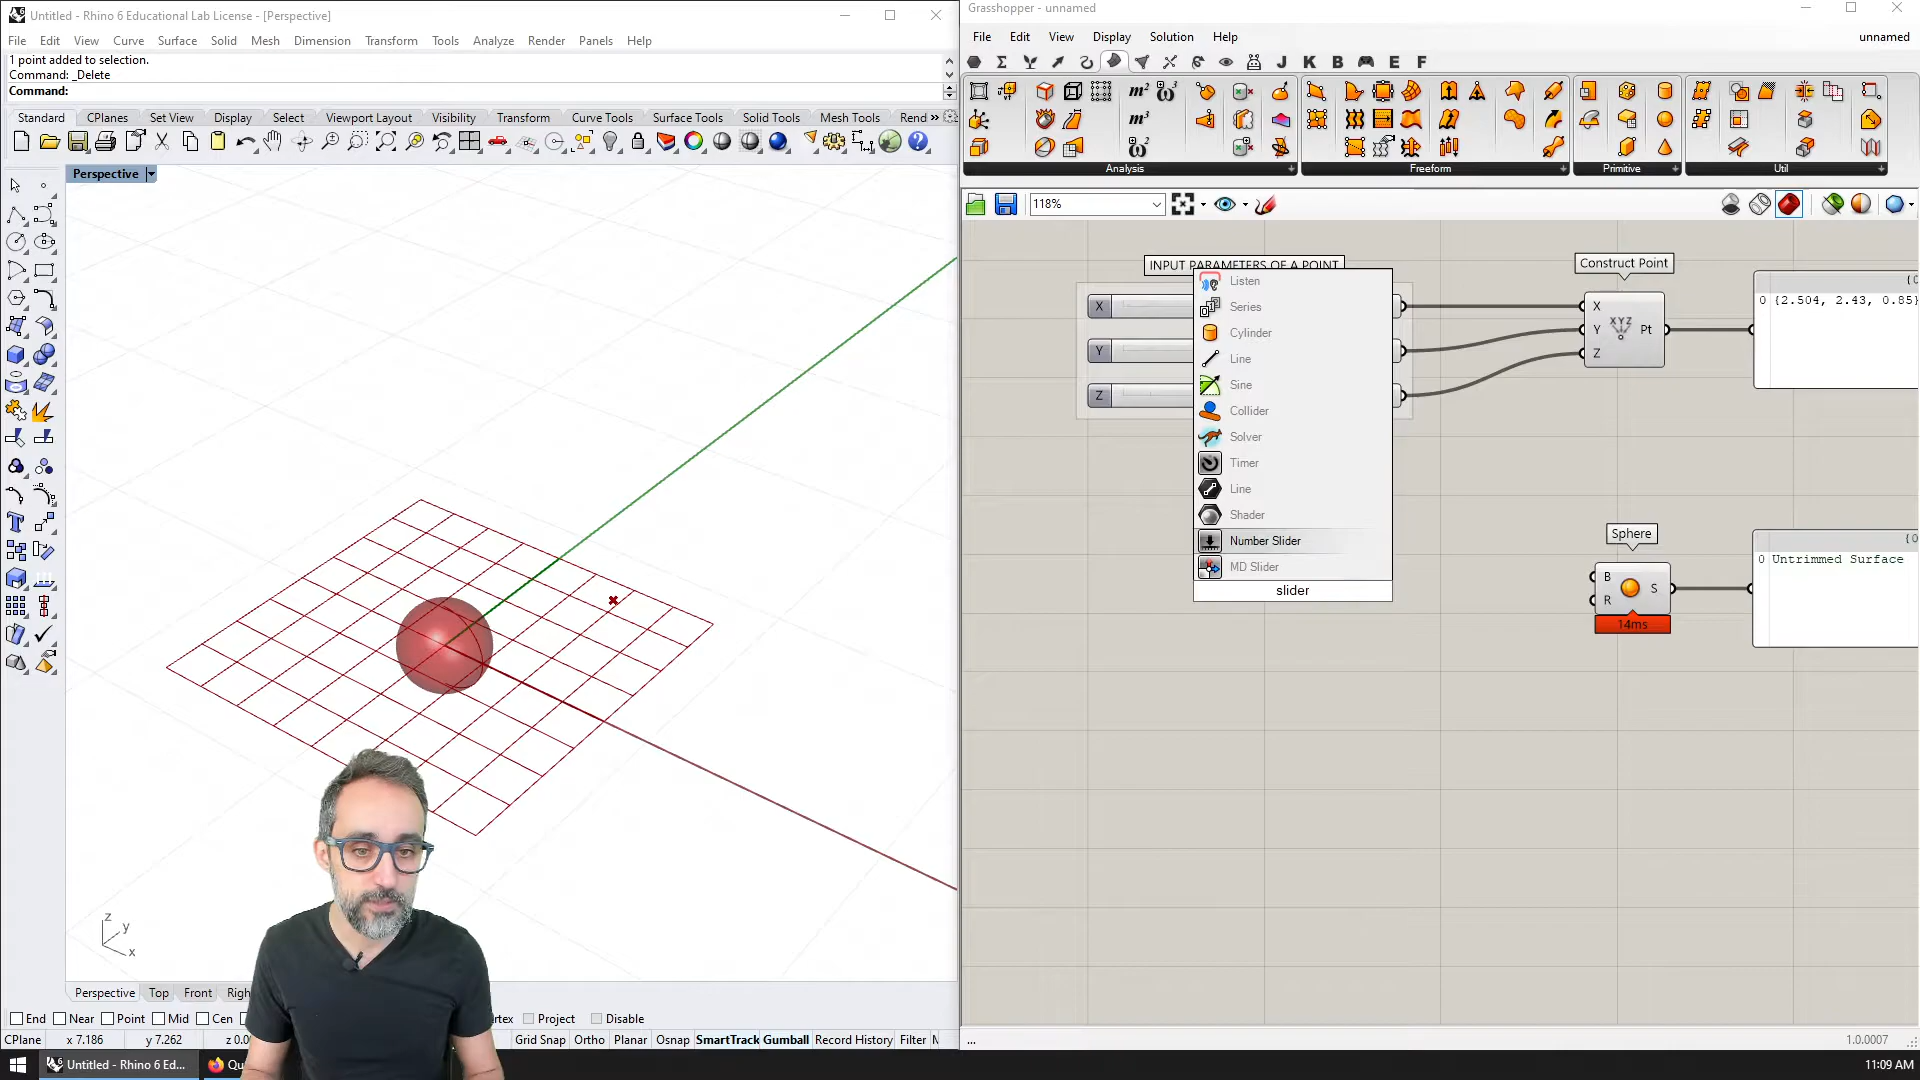 Untitled - Rhino 6 Educational Lab License - [Perspective]
File Edit View Curve Surface Solid Mesh Dimension Transform Tools Analyze Render Panels Help
1 point added to selection.
Command: _Delete
Command:
Standard CPlanes Set View Display Select Viewport Layout Visibility Transform Curve Tools Surface Tools Solid Tools Mesh Tools Rend »
Perspective
z
y
x
Perspective Top Front Righ
End Near Point Mid Cen rtex Project Disable
CPlane x 7.186 y 7.262 z 0.0 Grid Snap Ortho Planar Osnap SmartTrack Gumball Record History Filter M
Untitled - Rhino 6 Ed... Qu
Grasshopper - unnamed
File Edit View Display Solution Help unnamed
J K B E F
m² ω³
m³
ω²
Analysis Freeform Primitive Util
118%
INPUT PARAMETERS OF A POINT
X
Y
Z
Listen
Series
Cylinder
Line
Sine
Collider
Solver
Timer
Line
Shader
Number Slider
MD Slider
slider
Construct Point
X
Y
Z
XYZ
Pt
{0
0 {2.504, 2.43, 0.85}
Sphere
B
R
S
14ms
{0
0 Untrimmed Surface
...
1.0.0007
11:09 AM